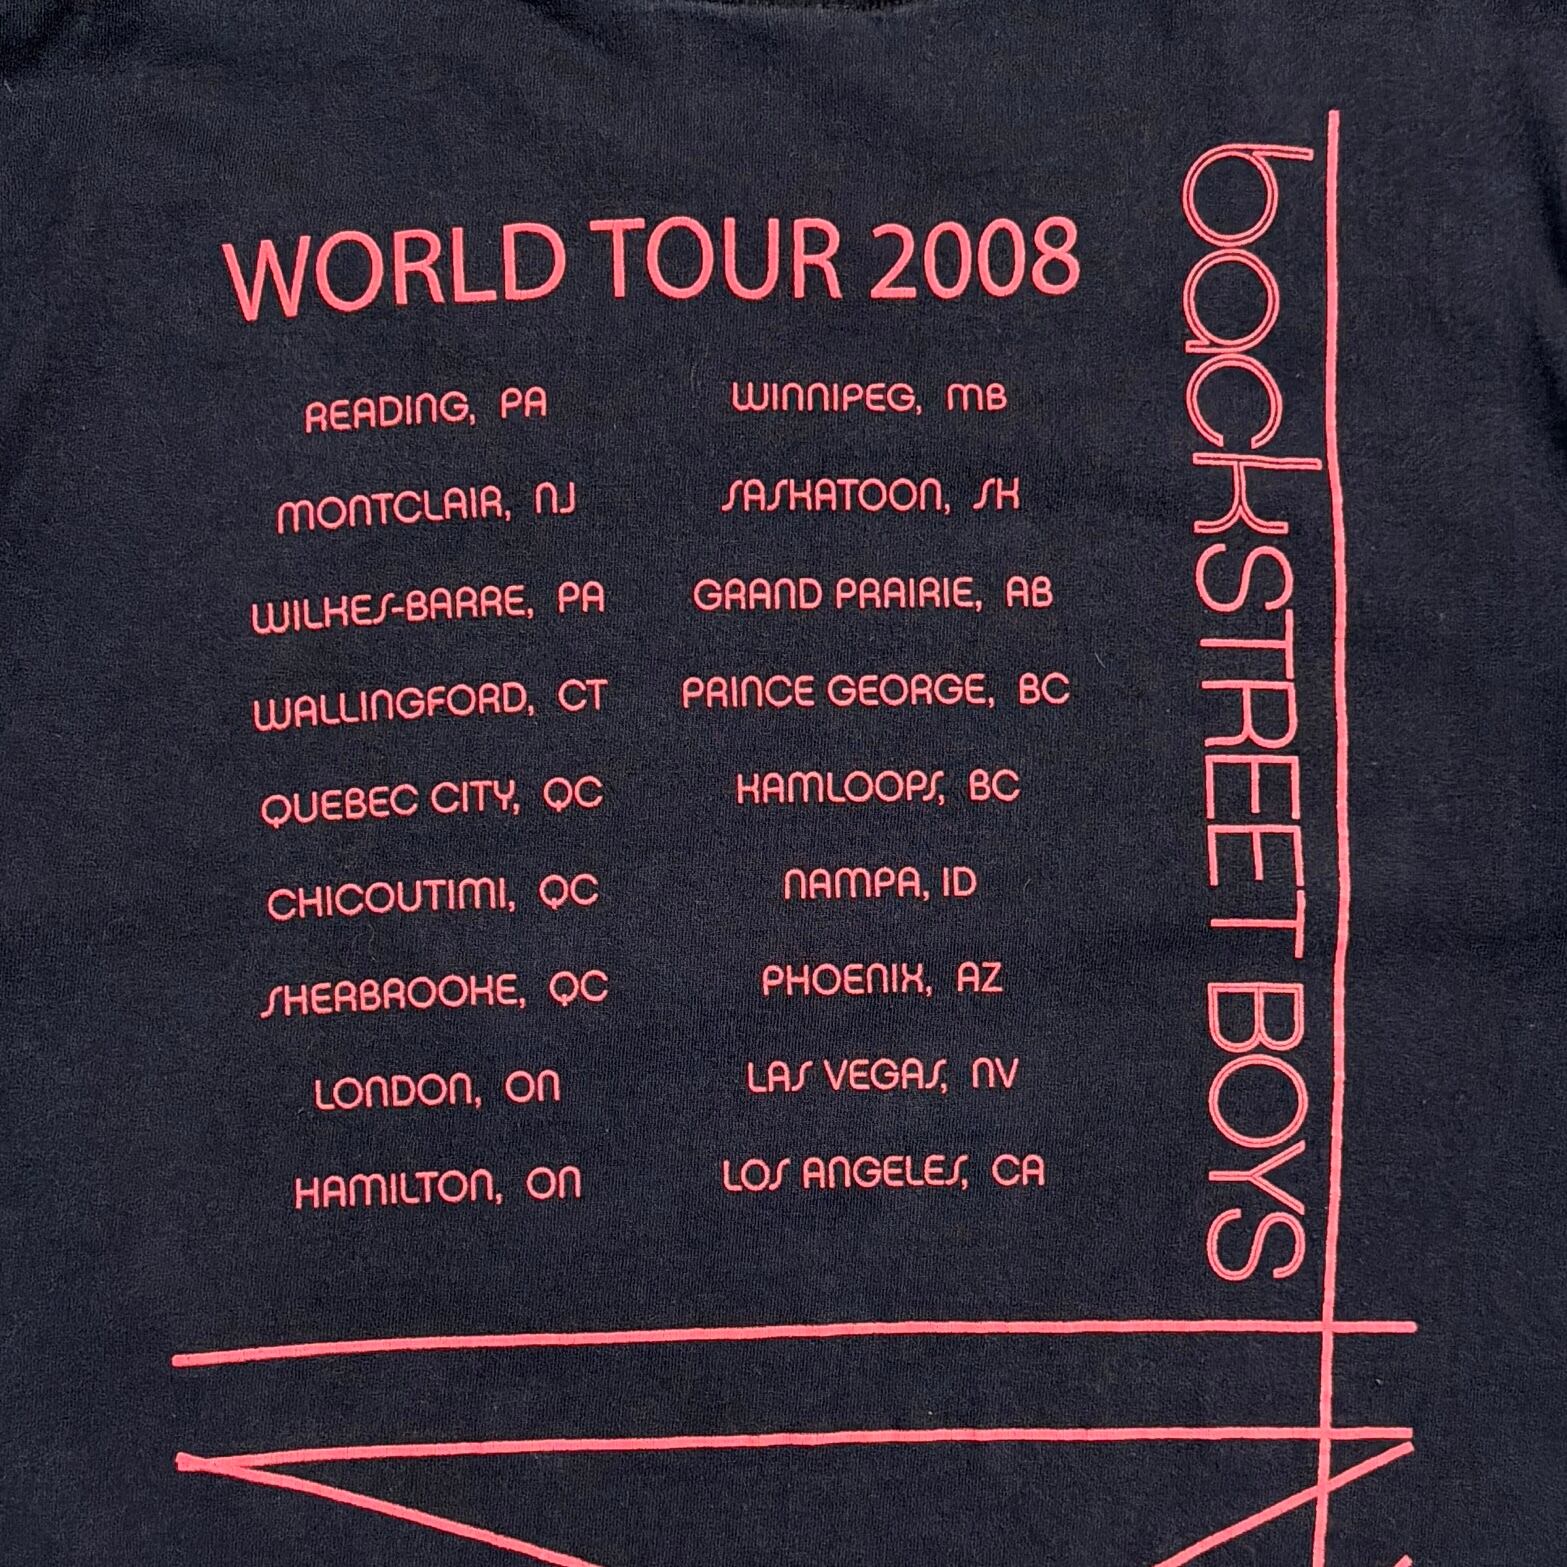 WORLD TOUR 2008
READING, PA
MONTCLAIR, NJ
WILKES-BARRE, PA
WALLINGFORD, CT
QUEBEC CITY, QC
CHICOUTIMI, QC
SHERBROOKE, QC
LONDON, ON
HAMILTON, ON
WINNIPEG, MB
SASKATOON, SK
GRAND PRAIRIE, AB
PRINCE GEORGE, BC
KAMLOOPS, BC
NAMPA, ID
PHOENIX, AZ
LAS VEGAS, NV
LOS ANGELES, CA
backSTREET BOYS